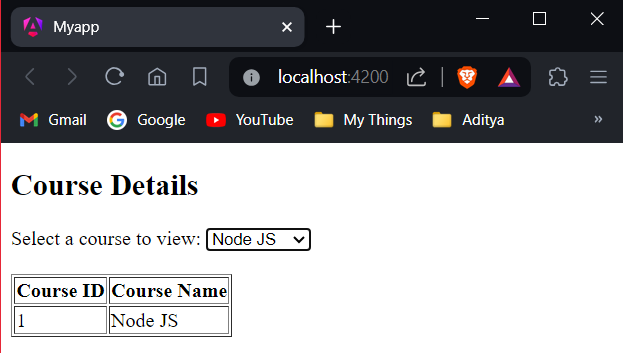 Myapp
localhost:4200
Gmail Google YouTube My Things Aditya »
Course Details
Select a course to view: Node JS
Course ID Course Name
1 Node JS